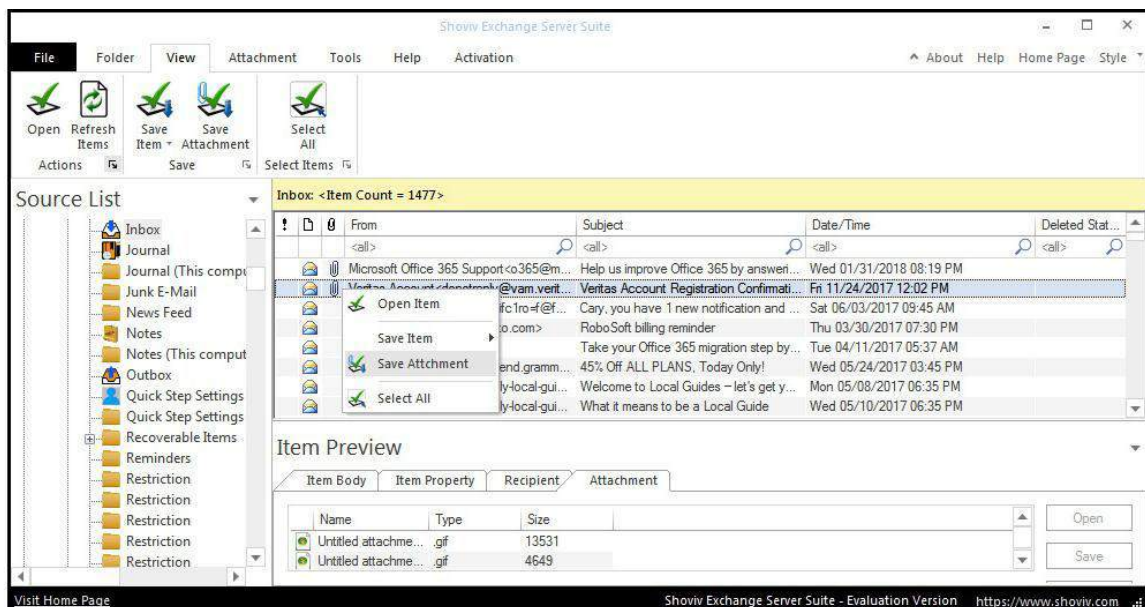 Shoviv Exchange Server Suite
File Folder View Attachment Tools Help Activation About Help Home Page Style
Open Refresh Items Save Item Save Attachment Select All
Actions Save Select Items
Source List
Inbox
Journal
Journal (This compu
Junk E-Mail
News Feed
Notes
Notes (This comput
Outbox
Quick Step Settings
Quick Step Settings
Recoverable Items
Reminders
Restriction
Restriction
Restriction
Restriction
Restriction
Inbox: <Item Count = 1477>
From Subject Date/Time Deleted Stat...
<all> <all> <all> <all>
Microsoft Office 365 Support<o365@m... Help us improve Office 365 by answeri... Wed 01/31/2018 08:19 PM
@vam.verit... Veritas Account Registration Confirmati... Fri 11/24/2017 12:02 PM
Cary, you have 1 new notification and ... Sat 06/03/2017 09:45 AM
o.com> RoboSoft billing reminder Thu 03/30/2017 07:30 PM
Take your Office 365 migration step by... Tue 04/11/2017 05:37 AM
end.gramm... 45% Off ALL PLANS, Today Only! Wed 05/24/2017 03:45 PM
ly-local-gui... Welcome to Local Guides – let's get y... Mon 05/08/2017 06:35 PM
ly-local-gui... What it means to be a Local Guide Wed 05/10/2017 06:35 PM
Open Item
Save Item
Save Attchment
Select All
Item Preview
Item Body Item Property Recipient Attachment
Name Type Size
Untitled attachme... .gif 13531
Untitled attachme... .gif 4649
Open
Save
Visit Home Page Shoviv Exchange Server Suite - Evaluation Version https://www.shoviv.com